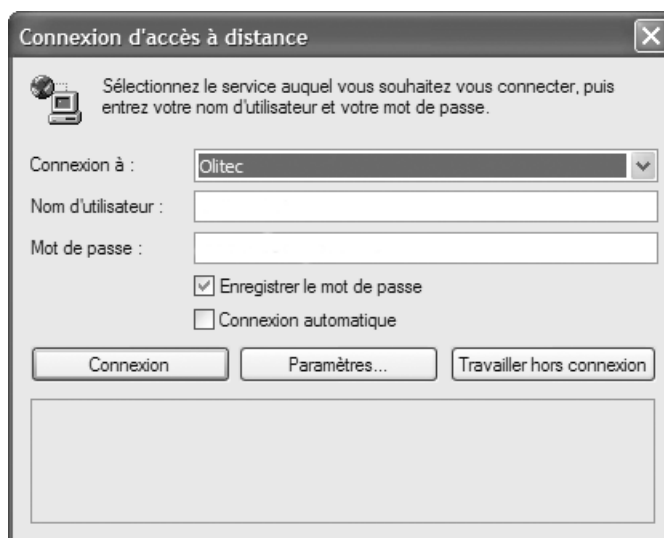 Connexion d'accès à distance
Sélectionnez le service auquel vous souhaitez vous connecter, puis
entrez votre nom d'utilisateur et votre mot de passe.
Connexion à :
Olitec
Nom d'utilisateur :
Mot de passe :
Enregistrer le mot de passe
Connexion automatique
Connexion
Paramètres...
Travailler hors connexion